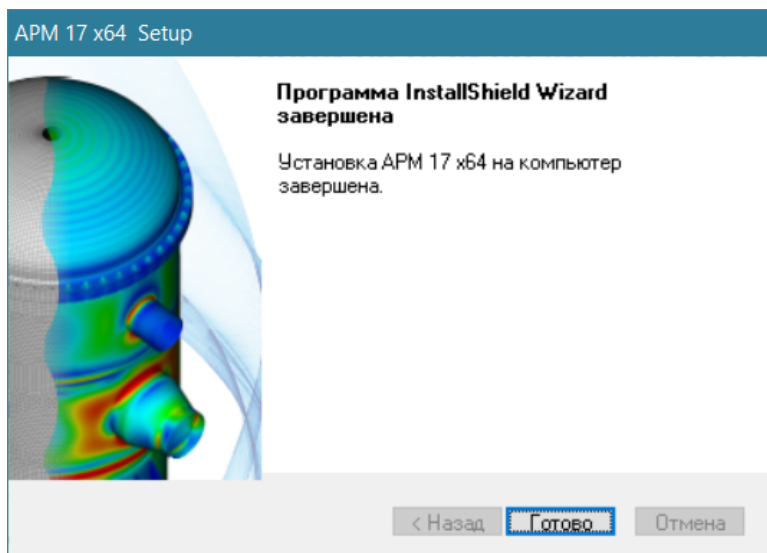 APM 17 x64 Setup
Программа InstallShield Wizard
завершена
Установка APM 17 x64 на компьютер
завершена.
< Назад
Готово
Отмена